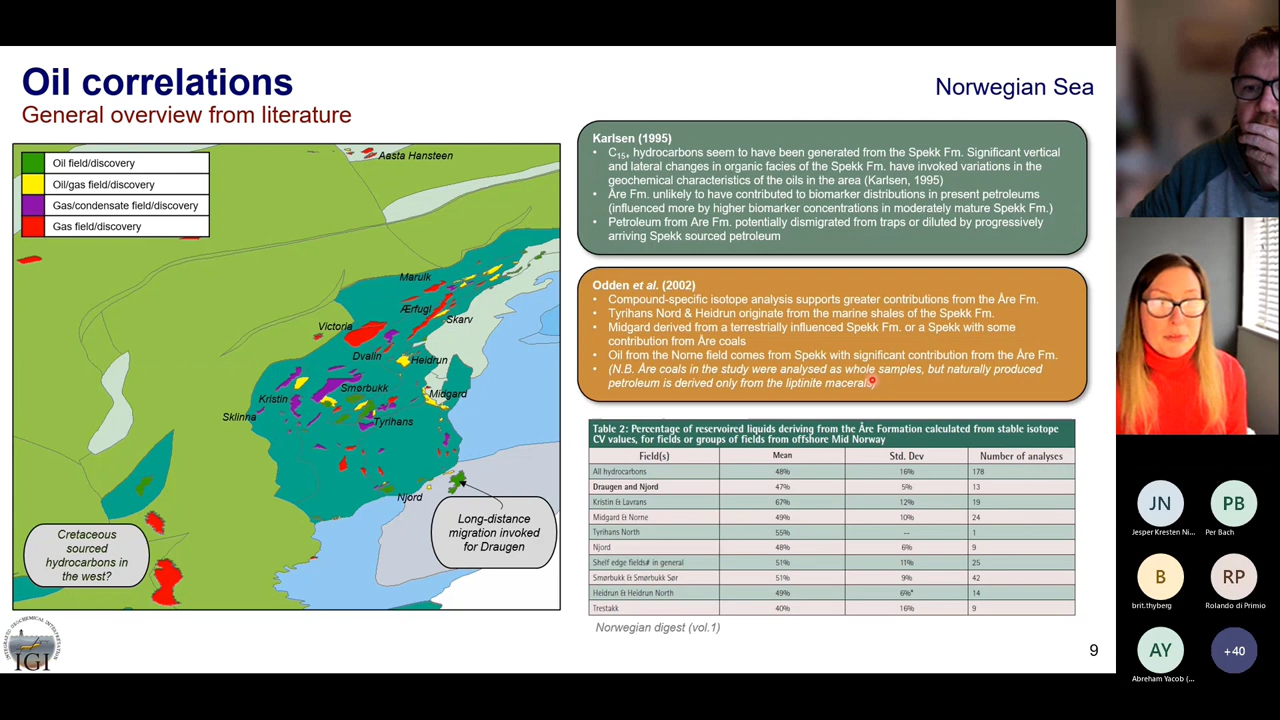 Oil correlations
General overview from literature
Norwegian Sea
Oil field/discovery
Oil/gas field/discovery
Gas/condensate field/discovery
Gas field/discovery
Aasta Hansteen
Marulk
Ærfugl
Skarv
Victoria
Dvalin
Heidrun
Smørbukk
Midgard
Kristin
Sklinna
Tyrihans
Njord
Cretaceous
sourced
hydrocarbons in
the west?
Long-distance
migration invoked
for Draugen
Karlsen (1995)
• C15+ hydrocarbons seem to have been generated from the Spekk Fm. Significant vertical
and lateral changes in organic facies of the Spekk Fm. have invoked variations in the
geochemical characteristics of the oils in the area (Karlsen, 1995)
• Åre Fm. unlikely to have contributed to biomarker distributions in present petroleums
(influenced more by higher biomarker concentrations in moderately mature Spekk Fm.)
• Petroleum from Are Fm. potentially dismigrated from traps or diluted by progressively
arriving Spekk sourced petroleum
Odden et al. (2002)
• Compound-specific isotope analysis supports greater contributions from the Åre Fm.
• Tyrihans Nord & Heidrun originate from the marine shales of the Spekk Fm.
• Midgard derived from a terrestrially influenced Spekk Fm. or a Spekk with some
contribution from Åre coals
• Oil from the Norne field comes from Spekk with significant contribution from the Åre Fm.
• (N.B. Åre coals in the study were analysed as whole samples, but naturally produced
petroleum is derived only from the liptinite macerals)
Table 2: Percentage of reservoired liquids deriving from the Åre Formation calculated from stable isotope
CV values, for fields or groups of fields from offshore Mid Norway
Field(s) Mean Std. Dev Number of analyses
All hydrocarbons 48% 16% 178
Draugen and Njord 47% 5% 13
Kristin & Lavrans 67% 12% 19
Midgard & Norne 49% 10% 24
Tyrihans North 55% -- 1
Njord 48% 6% 9
Shelf edge fields# in general 51% 11% 25
Smørbukk & Smørbukk Sør 51% 9% 42
Heidrun & Heidrun North 49% 6%* 14
Trestakk 40% 16% 9
Norwegian digest (vol.1)
INTEGRATED GEOCHEMICAL INTERPRETATION
IGI
9
JN
Jesper Kresten Ni...
PB
Per Bach
B
brit.thyberg
RP
Rolando di Primio
AY
Abreham Yacob (...
+40